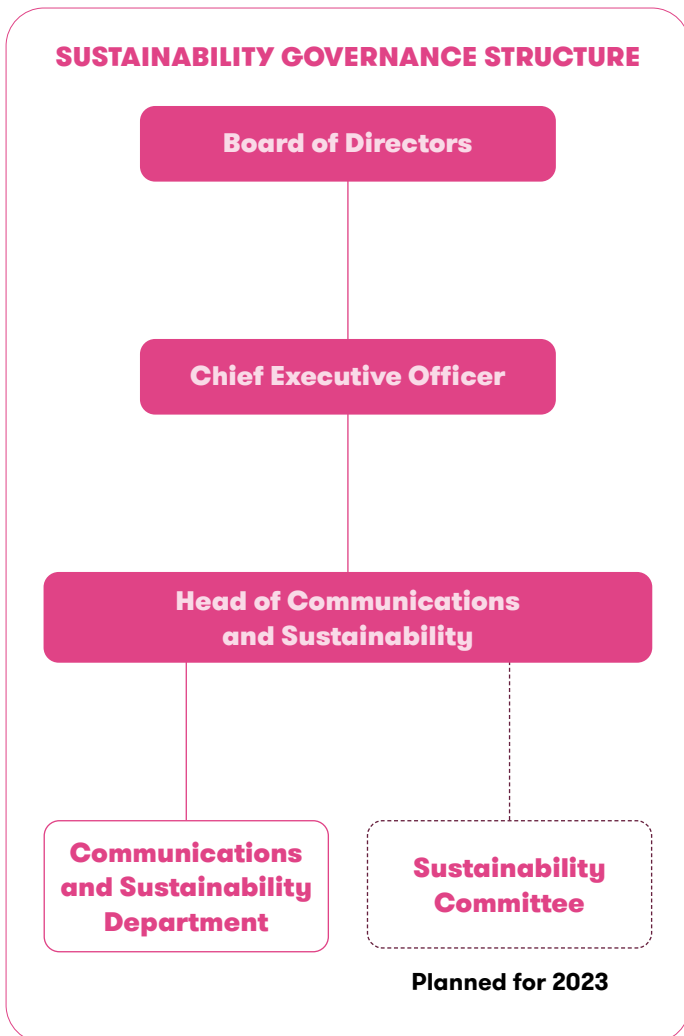 SUSTAINABILITY GOVERNANCE STRUCTURE
Board of Directors
Chief Executive Officer
Head of Communications
and Sustainability
Communications
and Sustainability
Department
Sustainability
Committee
Planned for 2023